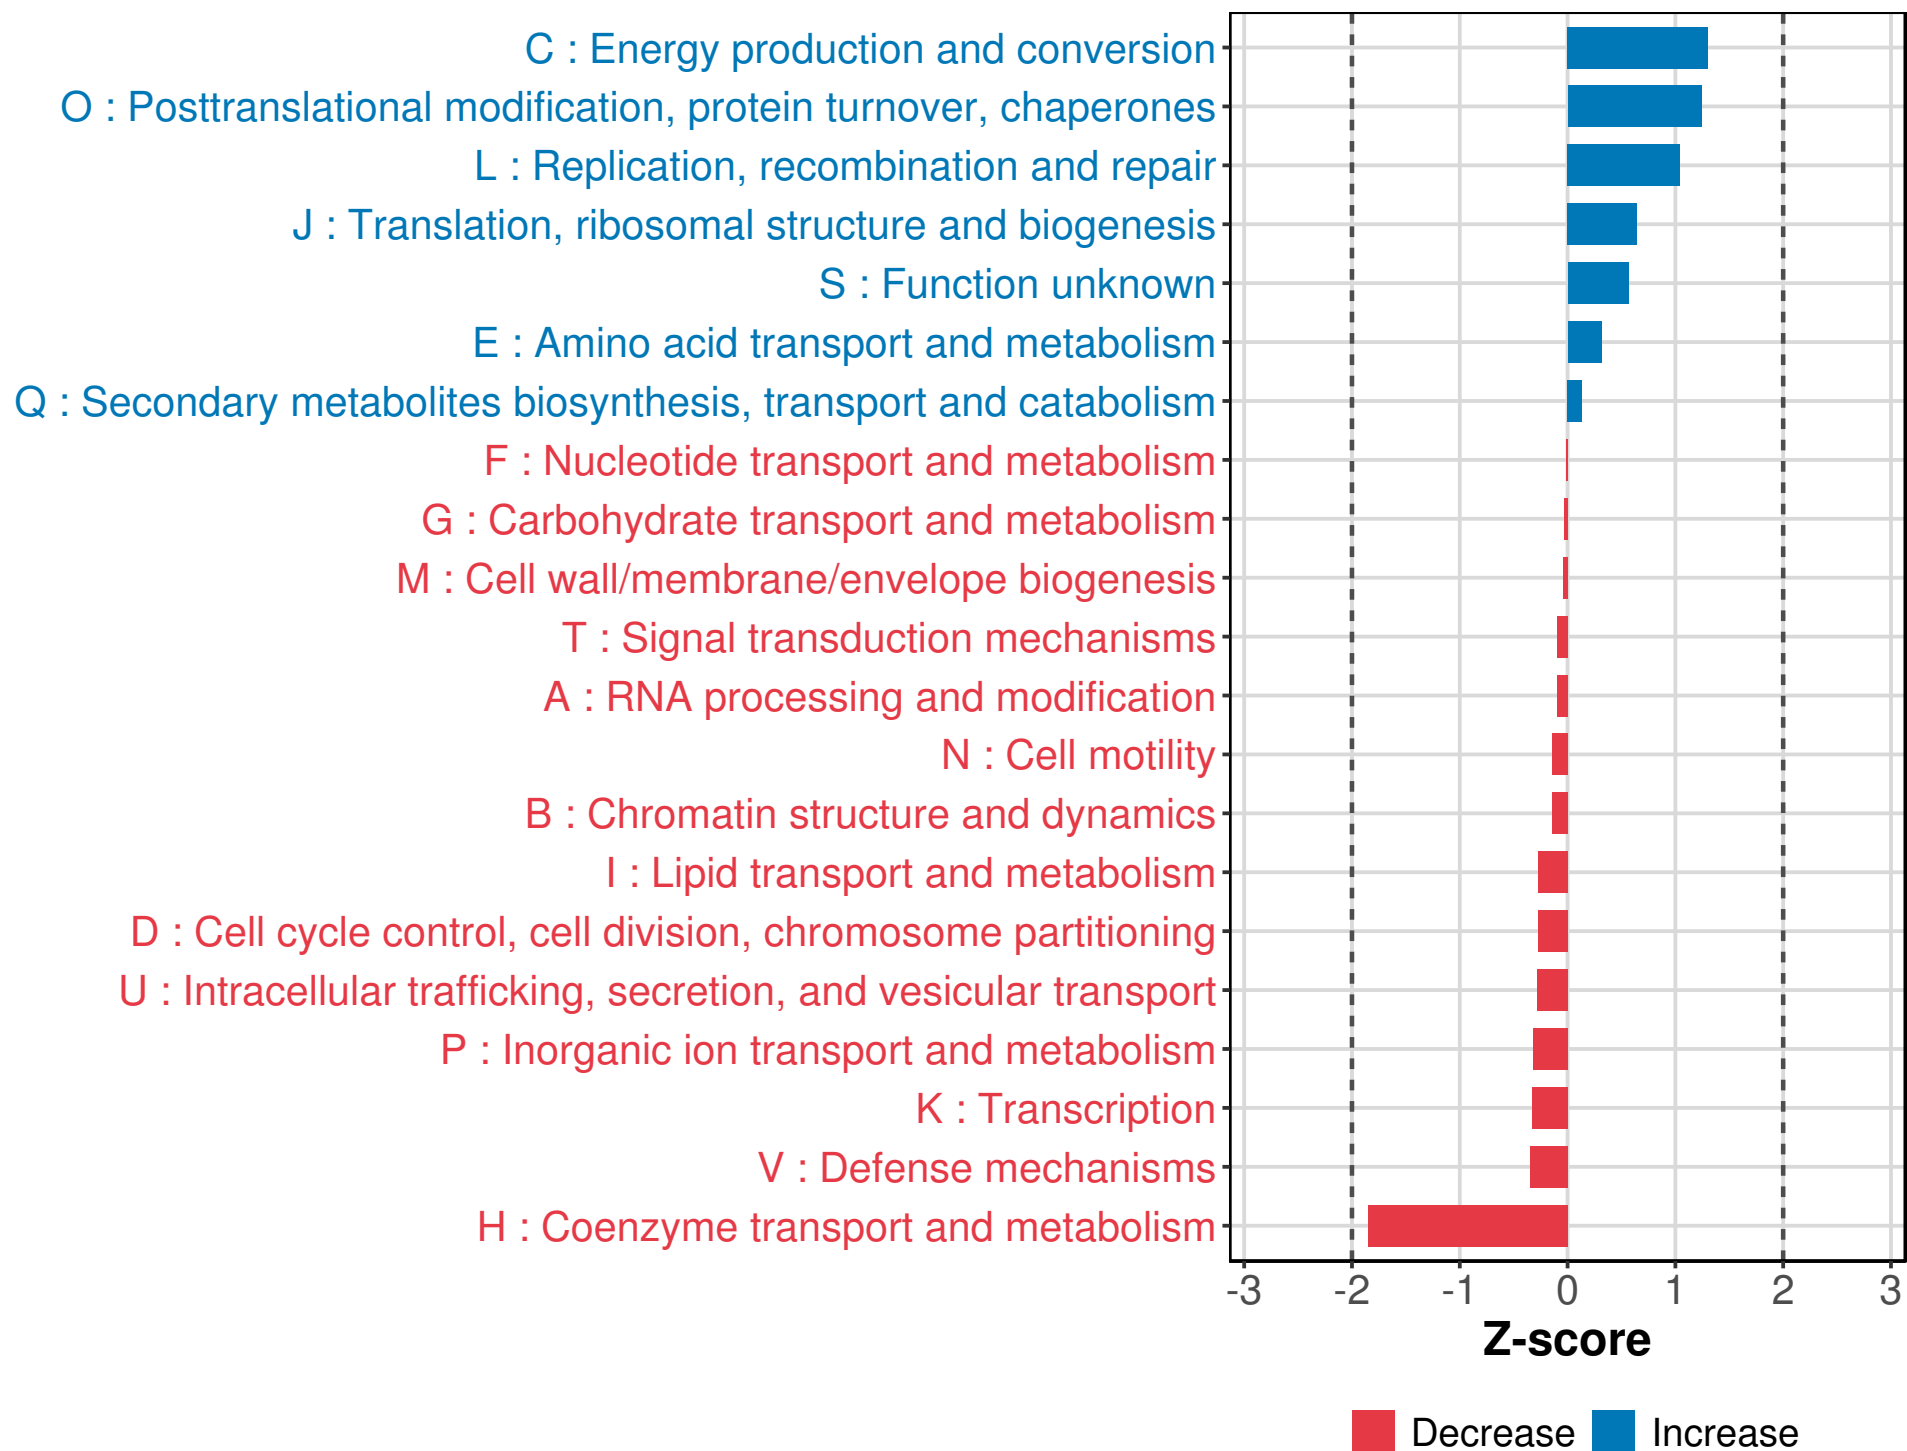 C : Energy production and conversion
O : Posttranslational modification, protein turnover, chaperones
L : Replication, recombination and repair
J : Translation, ribosomal structure and biogenesis
S : Function unknown
E : Amino acid transport and metabolism
Q : Secondary metabolites biosynthesis, transport and catabolism
F : Nucleotide transport and metabolism
G : Carbohydrate transport and metabolism
M : Cell wall/membrane/envelope biogenesis
T : Signal transduction mechanisms
A : RNA processing and modification
N : Cell motility
B : Chromatin structure and dynamics
I : Lipid transport and metabolism
D : Cell cycle control, cell division, chromosome partitioning
U : Intracellular trafficking, secretion, and vesicular transport
P : Inorganic ion transport and metabolism
K : Transcription
V : Defense mechanisms
H : Coenzyme transport and metabolism
-3 -2 -1 0 1 2 3
Z-score
Decrease Increase